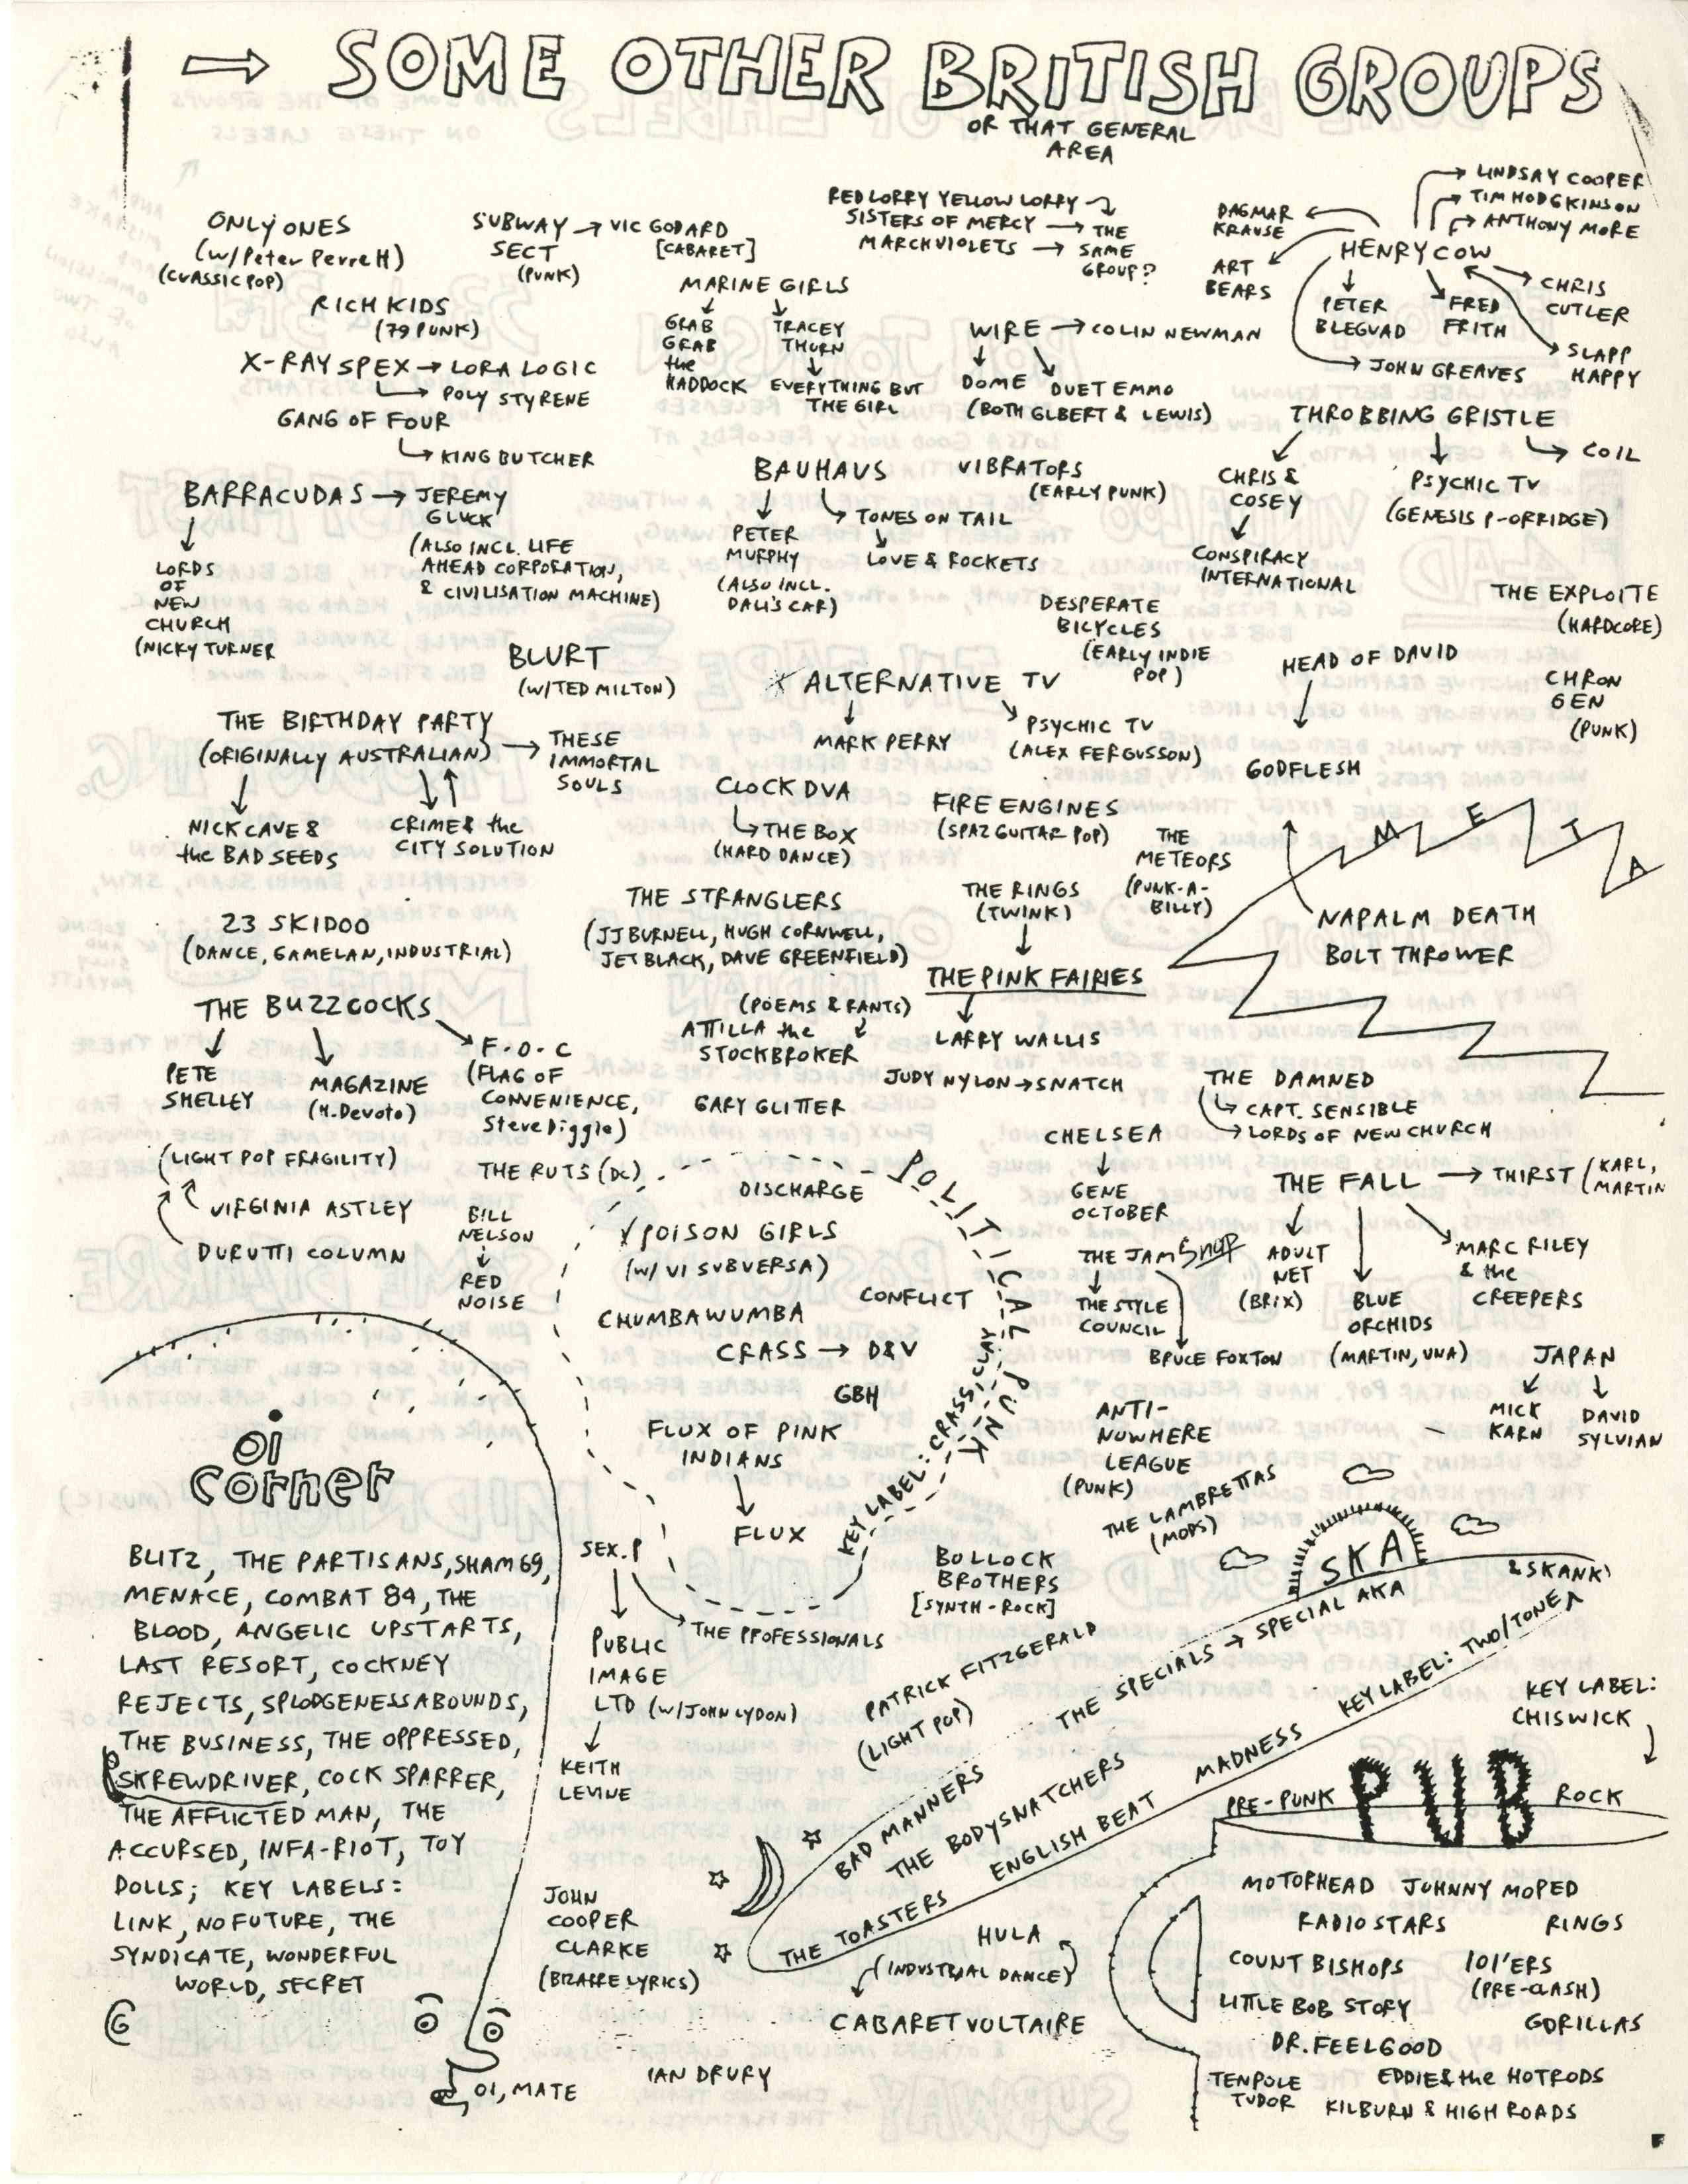 → SOME OTHER BRITISH GROUPS
OR THAT GENERAL
AREA
ONLY ONES
(w/Peter Perrett)
(CLASSIC POP)
RICH KIDS
(79 PUNK)
X-RAY SPEX → LORA LOGIC
POLY STYRENE
GANG OF FOUR
KING BUTCHER
SUBWAY → VIC GODARD
SECT [CABARET]
(PUNK)
MARINE GIRLS
GRAB
GRAB
the
HADDOCK
TRACEY
THORN
EVERYTHING BUT
THE GIRL
RED LORRY YELLOW LORRY
SISTERS OF MERCY → THE
MARCH VIOLETS → SAME
GROUP?
WIRE → COLIN NEWMAN
DOME
DUET EMMO
(BOTH GLBERT & LEWIS)
LINDSAY COOPER
TIM HODGKINSON
ANTHONY MORE
DAGMAR
KRAUSE
HENRY COW
ART
BEARS
PETER
BLEGVAD
FRED
FRITH
CHRIS
CUTLER
SLAPP
HAPPY
JOHN GREAVES
THROBBING GRISTLE
CHRIS &
COSEY
CONSPIRACY
INTERNATIONAL
PSYCHIC TV
(GENESIS P-ORRIDGE)
COIL
BARRACUDAS → JEREMY
GLUCK
(ALSO INCL. LIFE
AHEAD CORPORATION,
& CIVILISATION MACHINE)
LORDS
OF
NEW
CHURCH
(NICKY TURNER
BAUHAUS
PETER
MURPHY
(ALSO INCL.
DALI'S CAR)
TONES ON TAIL
LOVE & ROCKETS
VIBRATORS
(EARLY PUNK)
DESPERATE
BICYCLES
(EARLY INDIE
POP)
THE EXPLOITE
(HARDCORE)
HEAD OF DAVID
GODFLESH
CHRON
GEN
(PUNK)
BLURT
(W/TED MILTON)
ALTERNATIVE TV
MARK PERRY
PSYCHIC TV
(ALEX FERGUSSON)
THE BIRTHDAY PARTY
(ORIGINALLY AUSTRALIAN) → THESE
IMMORTAL
SOULS
NICK CAVE &
the BAD SEEDS
CRIME & the
CITY SOLUTION
CLOCK DVA
THE BOX
(HARD DANCE)
FIRE ENGINES
(SPAZ GUITAR POP)
THE
METEORS
(PUNK-A-
BILLY)
META
NAPALM DEATH
BOLT THROWER
23 SKIDOO
(DANCE, GAMELAN, INDUSTRIAL)
THE STRANGLERS
(JJ BURNELL, HUGH CORNWELL,
JET BLACK, DAVE GREENFIELD)
THE RINGS
(TWINK)
THE PINK FAIRIES
LARRY WALLIS
THE BUZZCOCKS
PETE
SHELLEY
MAGAZINE
(H. Devoto)
F.O.C
(FLAG OF
CONVENIENCE,
Steve Diggle)
(POEMS & RANTS)
ATTILLA the
STOCKBROKER
JUDY NYLON → SNATCH
GARY GLITTER
THE DAMNED
CAPT. SENSIBLE
LORDS OF NEW CHURCH
CHELSEA
GENE
OCTOBER
THE FALL → THIRST (KARL,
MARTIN
ADULT
NET
(BRIX)
BLUE
ORCHIDS
(MARTIN, UNA)
MARC RILEY
& the
CREEPERS
(LIGHT POP FRAGILITY)
VIRGINIA ASTLEY
DURUTTI COLUMN
BILL
NELSON
RED
NOISE
THE RUTS (DC)
POLITICAL PUNK
DISCHARGE
POISON GIRLS
(W/ VI SUBVERSA)
CONFLICT
CHUMBAWUMBA
CRASS → D&V
GBH
FLUX OF PINK
INDIANS
FLUX
KEY LABEL: CRASS, CLAY
THE JAM SNAP
THE STYLE
COUNCIL
BRUCE FOXTON
JAPAN
MICK
KARN
DAVID
SYLVIAN
ANTI-
NOWHERE
LEAGUE
(PUNK)
THE LAMBRETTAS
(MODS)
oi
corner
BLITZ, THE PARTISANS, SHAM 69,
MENACE, COMBAT 84, THE
BLOOD, ANGELIC UPSTARTS,
LAST RESORT, COCKNEY
REJECTS, SPLODGENESSABOUNDS,
THE BUSINESS, THE OPPRESSED,
SKREWDRIVER, COCK SPARRER,
THE AFFLICTED MAN, THE
ACCURSED, INFA-RIOT, TOY
DOLLS; KEY LABELS:
LINK, NO FUTURE, THE
SYNDICATE, WONDERFUL
WORLD, SECRET
OI, MATE
SEX. P
THE PROFESSIONALS
PUBLIC
IMAGE
LTD (W/JOHN LYDON)
KEITH
LEVINE
BOLLOCK
BROTHERS
[SYNTH-ROCK]
PATRICK FITZGERALD
(LIGHT POP)
SKA
& SKANK
THE SPECIALS → SPECIAL AKA
BAD MANNERS
THE BODYSNATCHERS
MADNESS
KEY LABEL: TWO/TONE
ENGLISH BEAT
THE TOASTERS
JOHN
COOPER
CLARKE
(BIZARRE LYRICS)
HULA
(INDUSTRIAL DANCE)
CABARET VOLTAIRE
IAN DRURY
KEY LABEL:
CHISWICK
PRE-PUNK PUB ROCK
MOTORHEAD JOHNNY MOPED
RADIO STARS RINGS
COUNT BISHOPS 101'ERS
(PRE-CLASH)
LITTLE BOB STORY
GORILLAS
DR. FEELGOOD
TENPOLE
TUDOR
EDDIE & the HOTRODS
KILBURN & HIGH ROADS